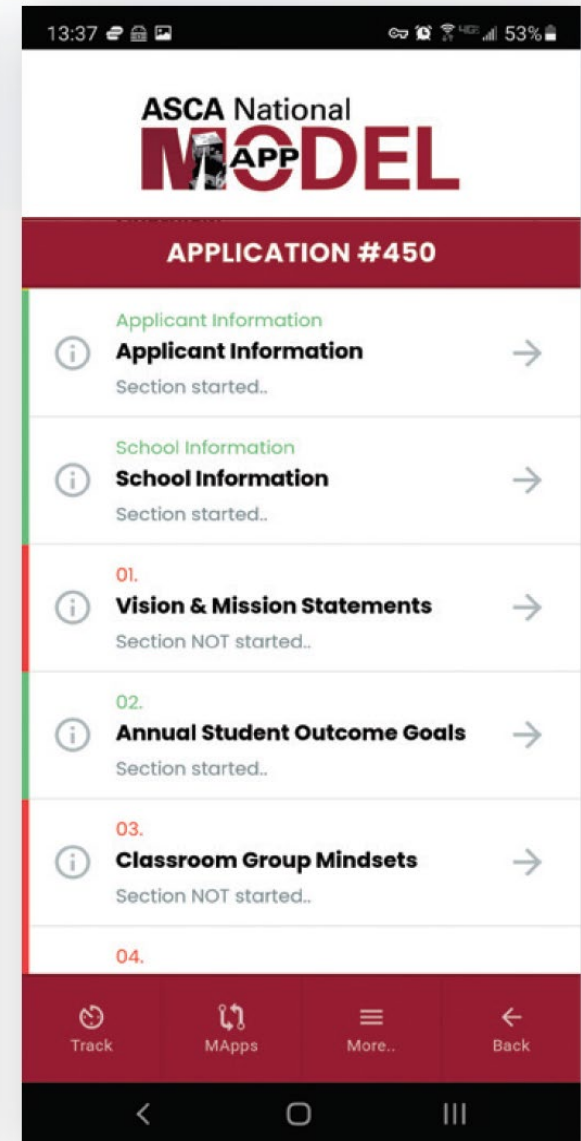 13:37
4GE 53%
ASCA National
MODEL
APP
APPLICATION #450
Applicant Information
Applicant Information
Section started..
School Information
School Information
Section started..
01.
Vision & Mission Statements
Section NOT started..
02.
Annual Student Outcome Goals
Section started..
03.
Classroom Group Mindsets
Section NOT started..
04.
Track
MApps
More..
Back